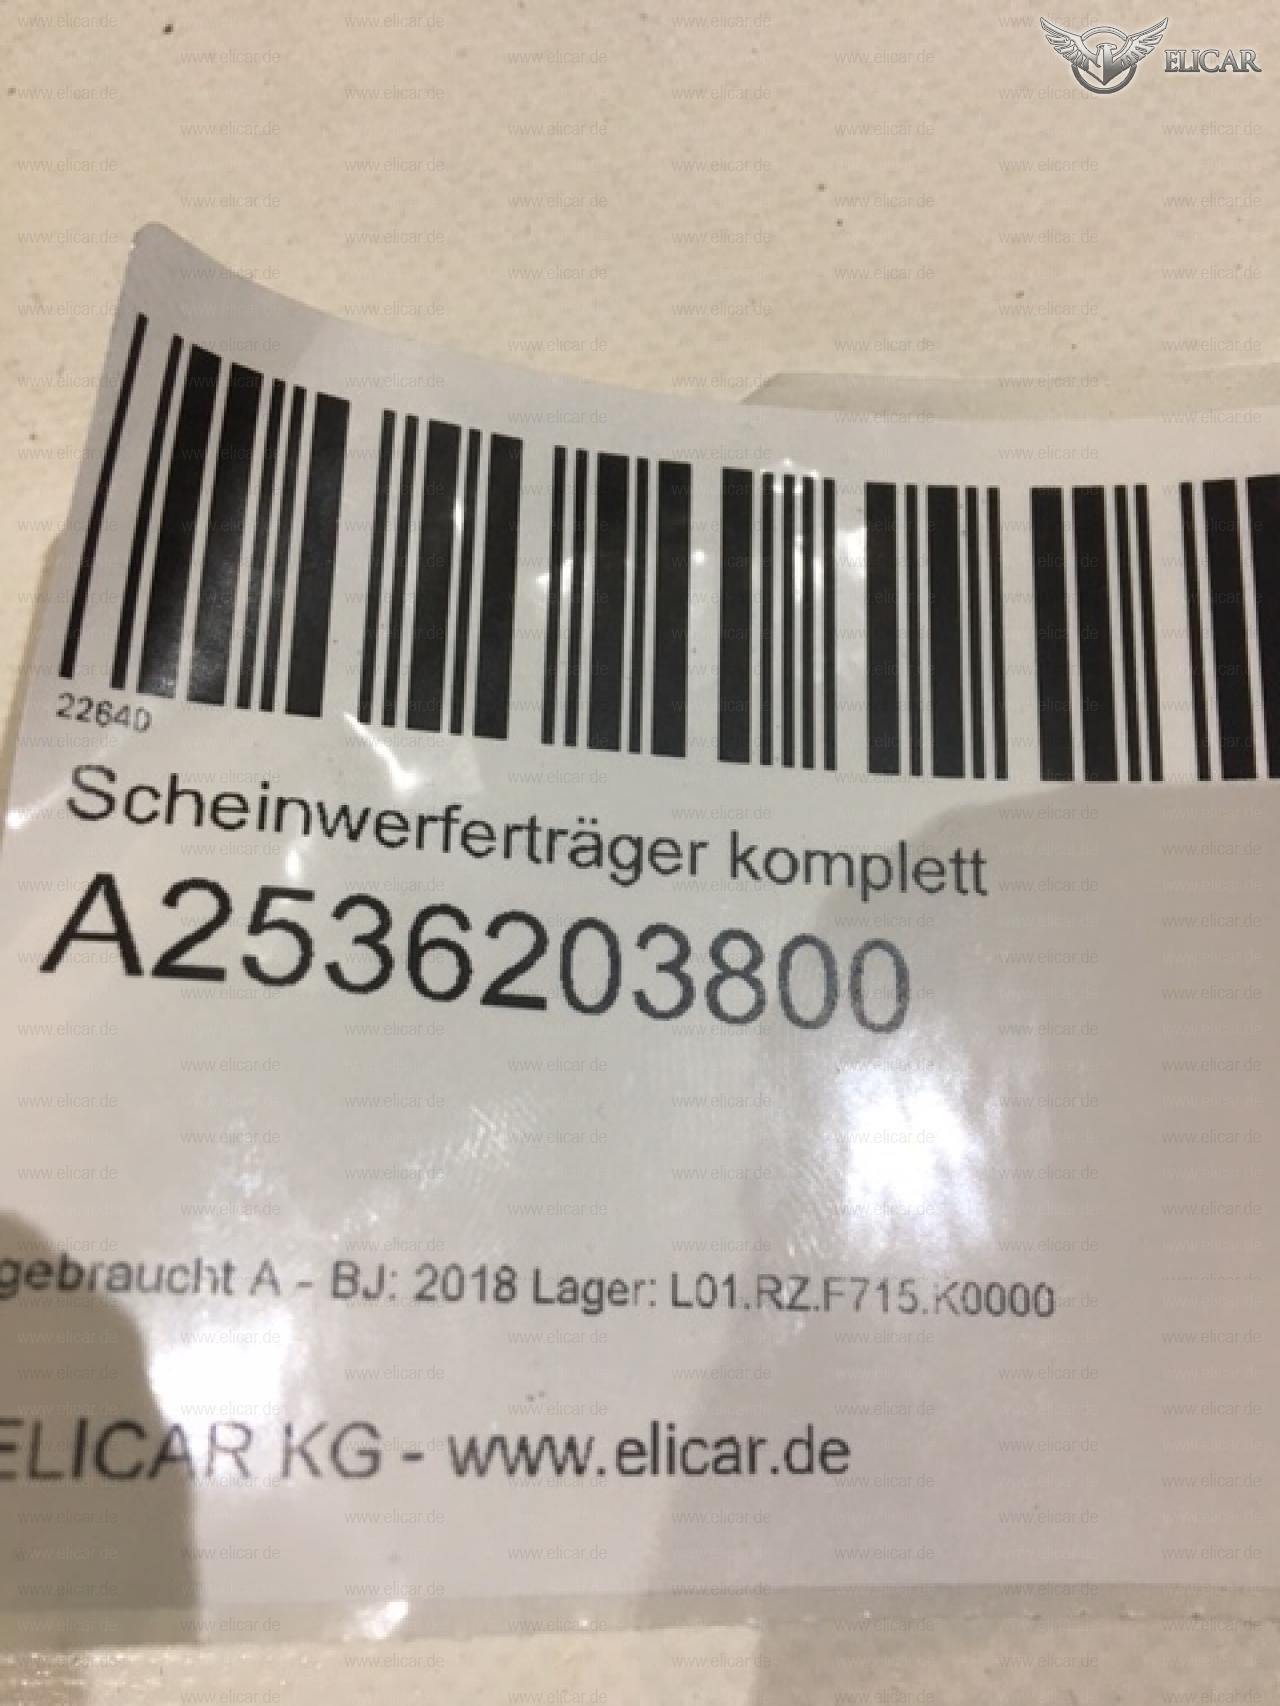 ELICAR
22640
Scheinwerferträger komplett
A2536203800
gebraucht A - BJ: 2018 Lager: L01.RZ.F715.K0000
ELICAR KG - www.elicar.de